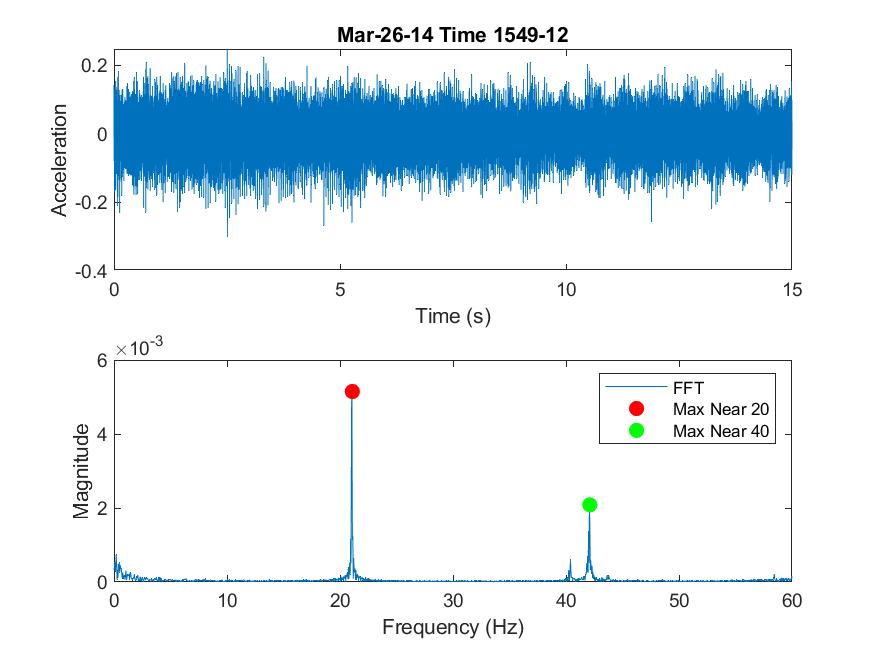 Mar-26-14 Time 1549-12
0.2
0
-0.2
-0.4
Acceleration
0 5 10 15
Time (s)
×10-3
6
4
2
0
Magnitude
FFT
Max Near 20
Max Near 40
0 10 20 30 40 50 60
Frequency (Hz)